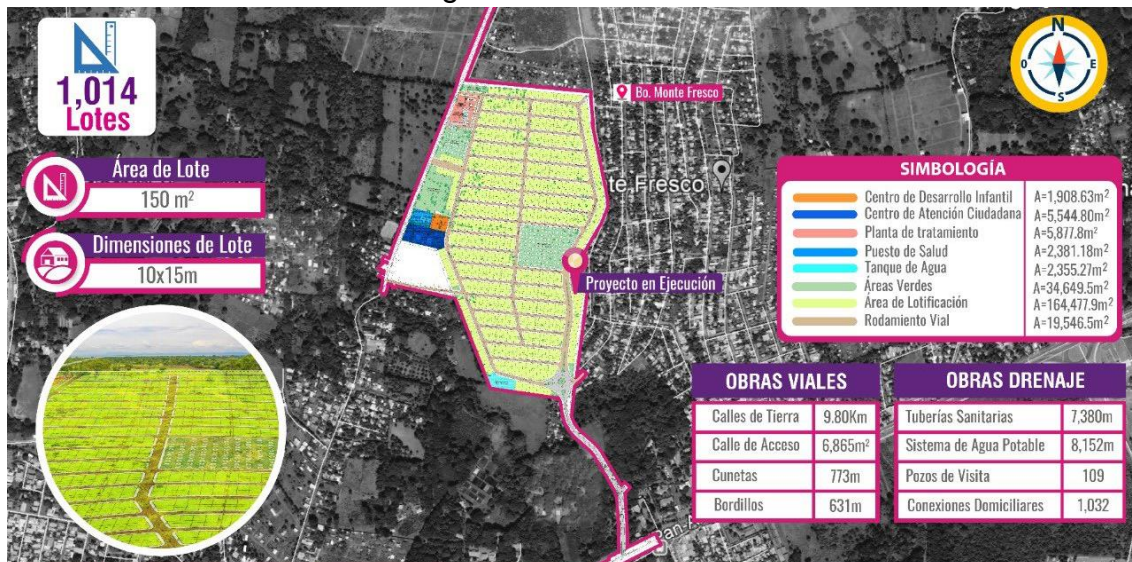 1,014
Lotes
Área de Lote
150 m²
Dimensiones de Lote
10x15m
N
O
E
S
Bo. Monte Fresco
te Fresco
Proyecto en Ejecución
SIMBOLOGÍA
Centro de Desarrollo Infantil A=1,908.63m²
Centro de Atención Ciudadana A=5,544.80m²
Planta de tratamiento A=5,877.8m²
Puesto de Salud A=2,381.18m²
Tanque de Agua A=2,355.27m²
Áreas Verdes A=34,649.5m²
Área de Lotificación A=164,477.9m²
Rodamiento Vial A=19,546.5m²
OBRAS VIALES
Calles de Tierra 9.80Km
Calle de Acceso 6,865m²
Cunetas 773m
Bordillos 631m
OBRAS DRENAJE
Tuberías Sanitarias 7,380m
Sistema de Agua Potable 8,152m
Pozos de Visita 109
Conexiones Domiciliares 1,032